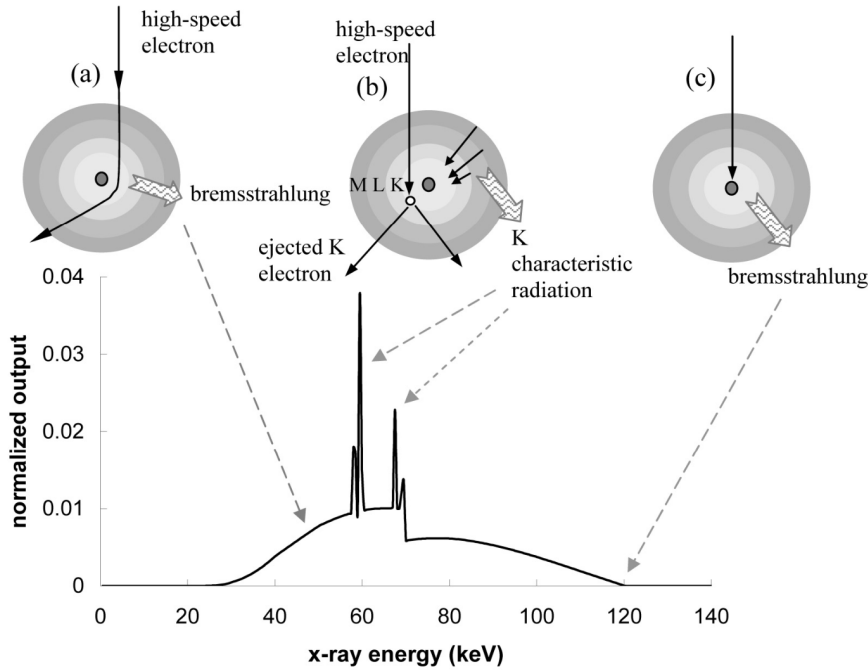 high-speed
electron
(a)
bremsstrahlung
high-speed
electron
(b)
M L K
ejected K
electron
K
characteristic
radiation
(c)
bremsstrahlung
normalized output
0.04
0.03
0.02
0.01
0
0 20 40 60 80 100 120 140
x-ray energy (keV)